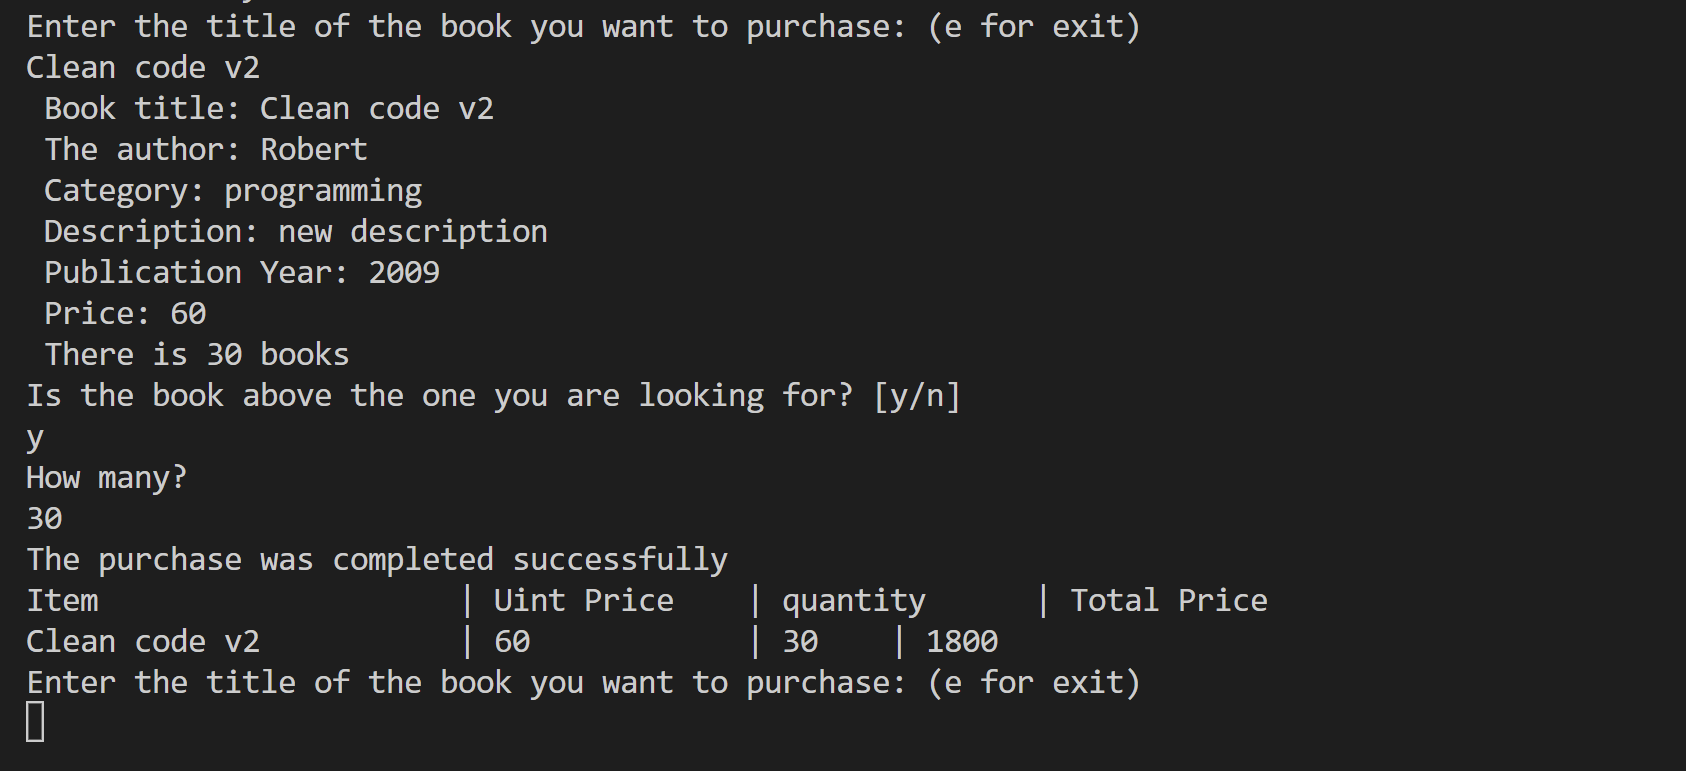 Enter the title of the book you want to purchase: (e for exit)
Clean code v2
Book title: Clean code v2
The author: Robert
Category: programming
Description: new description
Publication Year: 2009
Price: 60
There is 30 books
Is the book above the one you are looking for? [y/n]
y
How many?
30
The purchase was completed successfully
Item | Uint Price | quantity | Total Price
Clean code v2 | 60 | 30 | 1800
Enter the title of the book you want to purchase: (e for exit)